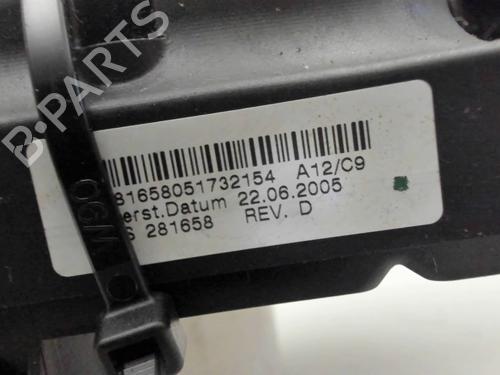 B-PARTS
81658051732154 A12/C9
erst.Datum 22.06.2005
S 281658 REV. D